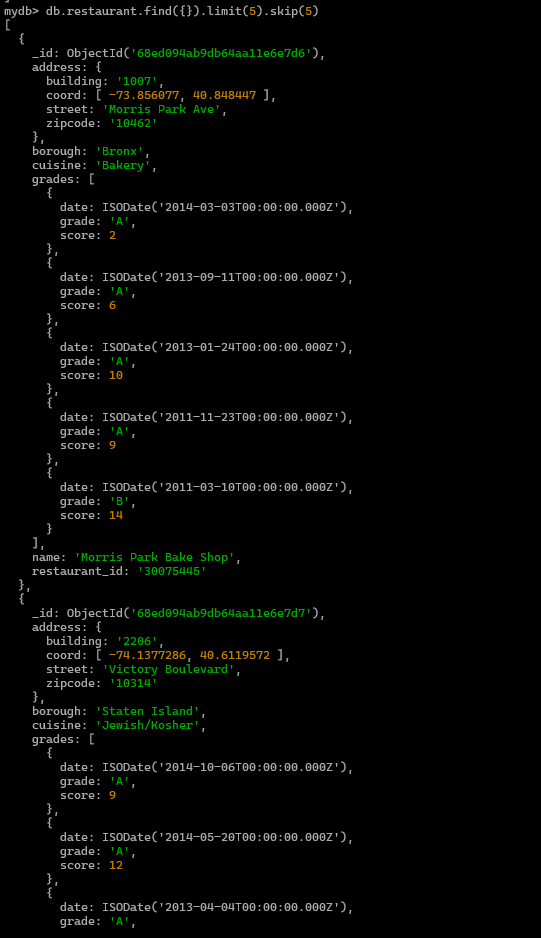 mydb> db.restaurant.find({}).limit(5).skip(5)
[
  {
    _id: ObjectId('68ed094ab9db64aa11e6e7d6'),
    address: {
      building: '1007',
      coord: [ -73.856077, 40.848447 ],
      street: 'Morris Park Ave',
      zipcode: '10462'
    },
    borough: 'Bronx',
    cuisine: 'Bakery',
    grades: [
      {
        date: ISODate('2014-03-03T00:00:00.000Z'),
        grade: 'A',
        score: 2
      },
      {
        date: ISODate('2013-09-11T00:00:00.000Z'),
        grade: 'A',
        score: 6
      },
      {
        date: ISODate('2013-01-24T00:00:00.000Z'),
        grade: 'A',
        score: 10
      },
      {
        date: ISODate('2011-11-23T00:00:00.000Z'),
        grade: 'A',
        score: 9
      },
      {
        date: ISODate('2011-03-10T00:00:00.000Z'),
        grade: 'B',
        score: 14
      }
    ],
    name: 'Morris Park Bake Shop',
    restaurant_id: '30075445'
  },
  {
    _id: ObjectId('68ed094ab9db64aa11e6e7d7'),
    address: {
      building: '2206',
      coord: [ -74.1377286, 40.6119572 ],
      street: 'Victory Boulevard',
      zipcode: '10314'
    },
    borough: 'Staten Island',
    cuisine: 'Jewish/Kosher',
    grades: [
      {
        date: ISODate('2014-10-06T00:00:00.000Z'),
        grade: 'A',
        score: 9
      },
      {
        date: ISODate('2014-05-20T00:00:00.000Z'),
        grade: 'A',
        score: 12
      },
      {
        date: ISODate('2013-04-04T00:00:00.000Z'),
        grade: 'A',